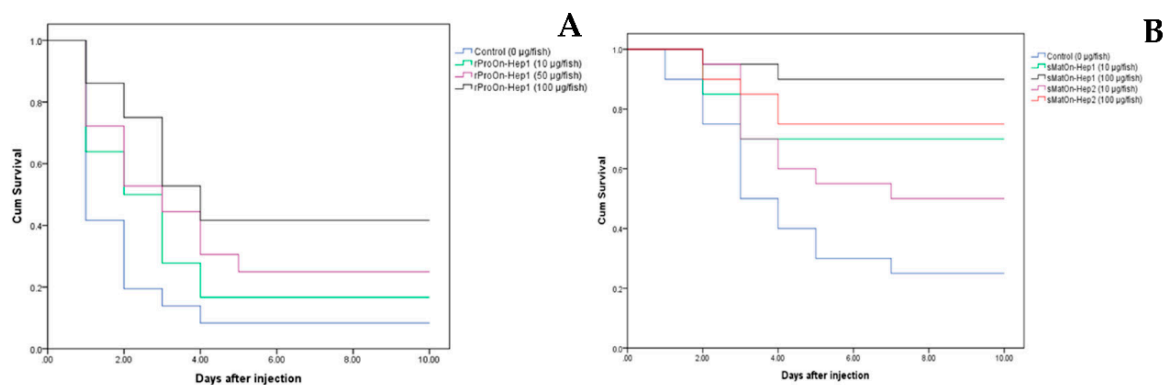 A
1.0
0.8
0.6
0.4
0.2
0.0
Cum Survival
.00
2.00
4.00
6.00
8.00
10.00
Days after injection
Control (0 µg/fish)
rProOn-Hep1 (10 µg/fish)
rProOn-Hep1 (50 µg/fish)
rProOn-Hep1 (100 µg/fish)
B
1.0
0.8
0.6
0.4
0.2
0.0
Cum Survival
.00
2.00
4.00
6.00
8.00
10.00
Days after injection
Control (0 µg/fish)
sMatOn-Hep1 (10 µg/fish)
sMatOn-Hep1 (100 µg/fish)
sMatOn-Hep2 (10 µg/fish)
sMatOn-Hep2 (100 µg/fish)